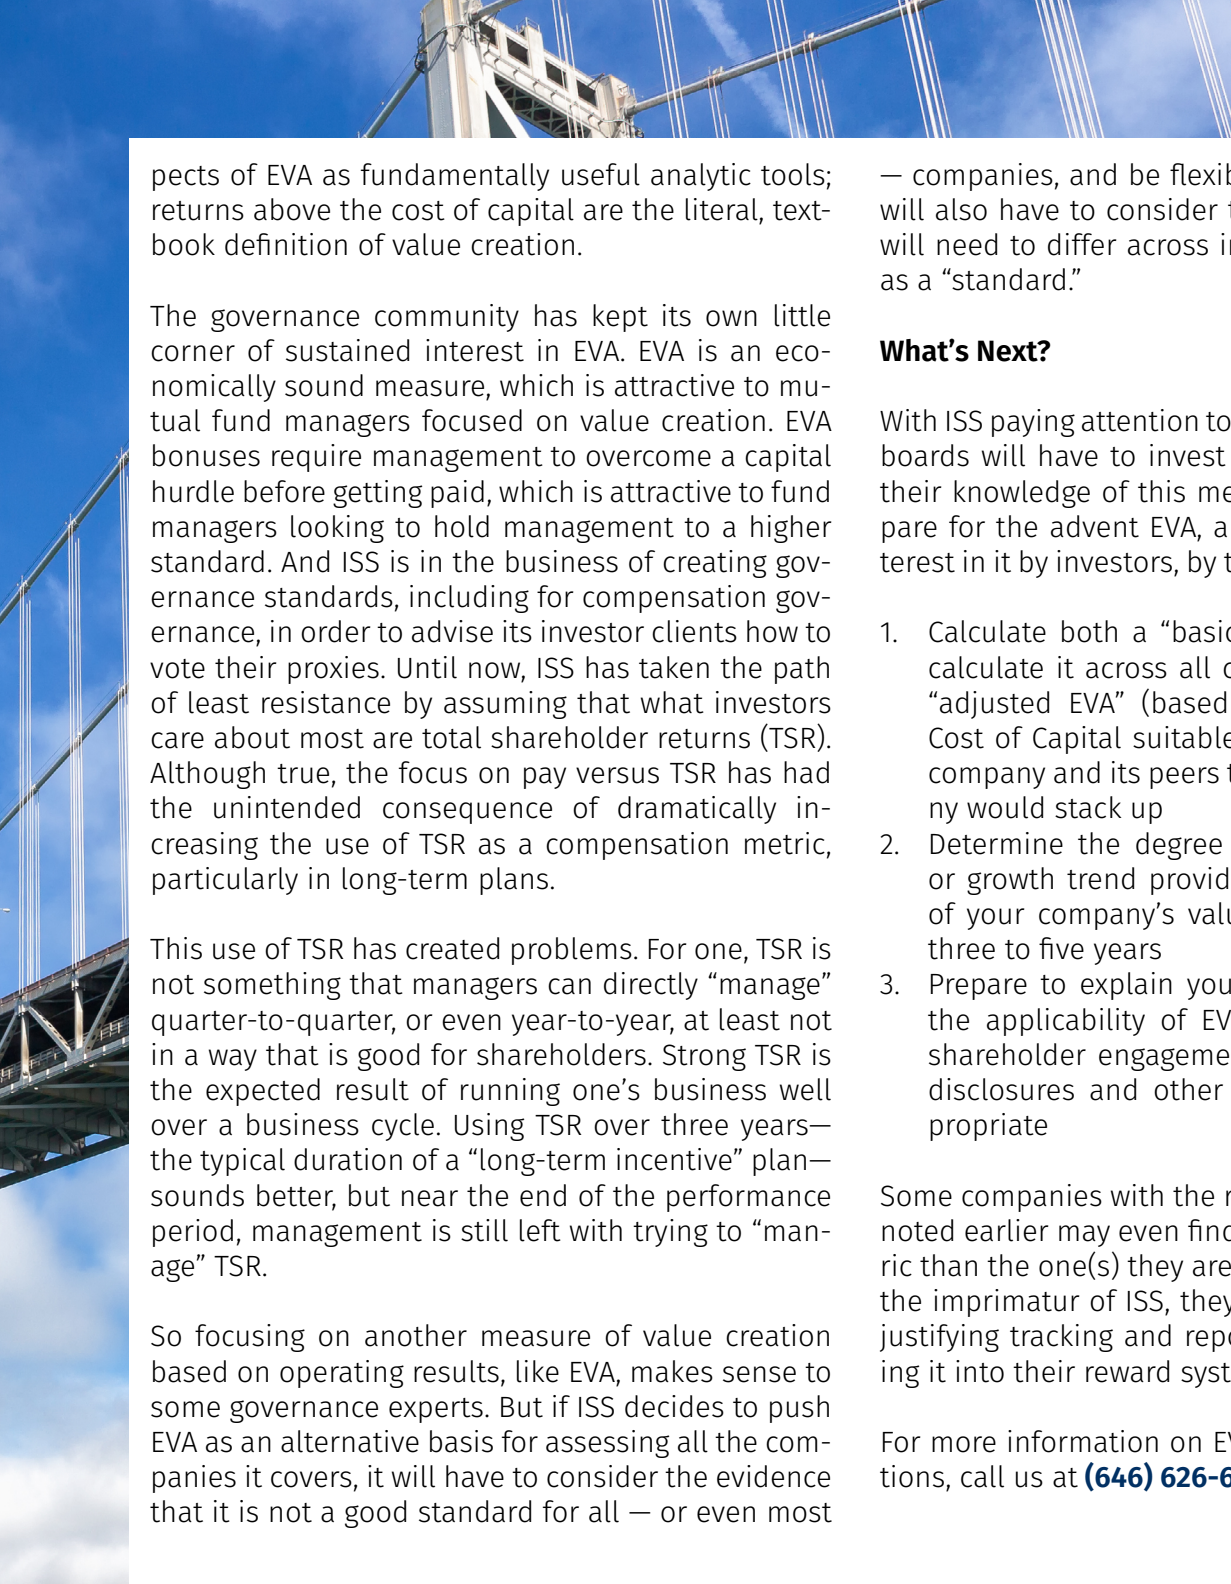 pects of EVA as fundamentally useful analytic tools;
returns above the cost of capital are the literal, text-
book definition of value creation.
The governance community has kept its own little
corner of sustained interest in EVA. EVA is an eco-
nomically sound measure, which is attractive to mu-
tual fund managers focused on value creation. EVA
bonuses require management to overcome a capital
hurdle before getting paid, which is attractive to fund
managers looking to hold management to a higher
standard. And ISS is in the business of creating gov-
ernance standards, including for compensation gov-
ernance, in order to advise its investor clients how to
vote their proxies. Until now, ISS has taken the path
of least resistance by assuming that what investors
care about most are total shareholder returns (TSR).
Although true, the focus on pay versus TSR has had
the unintended consequence of dramatically in-
creasing the use of TSR as a compensation metric,
particularly in long-term plans.
This use of TSR has created problems. For one, TSR is
not something that managers can directly “manage”
quarter-to-quarter, or even year-to-year, at least not
in a way that is good for shareholders. Strong TSR is
the expected result of running one’s business well
over a business cycle. Using TSR over three years—
the typical duration of a “long-term incentive” plan—
sounds better, but near the end of the performance
period, management is still left with trying to “man-
age” TSR.
So focusing on another measure of value creation
based on operating results, like EVA, makes sense to
some governance experts. But if ISS decides to push
EVA as an alternative basis for assessing all the com-
panies it covers, it will have to consider the evidence
that it is not a good standard for all — or even most
— companies, and be
will also have to consider
will need to differ across
as a “standard.”
What’s Next?
With ISS paying attention to
boards will have to invest
their knowledge of this
pare for the advent EVA, a
terest in it by investors, by
1. Calculate both a
calculate it across all
“adjusted EVA” (based
Cost of Capital
company and its peers
ny would stack up
2. Determine the degree
or growth trend
of your company’s
three to five years
3. Prepare to explain
the applicability of
shareholder
disclosures and other
propriate
Some companies with the
noted earlier may even
ric than the one(s) they are
the imprimatur of ISS, they
justifying tracking and
ing it into their reward
For more information on
tions, call us at (646)